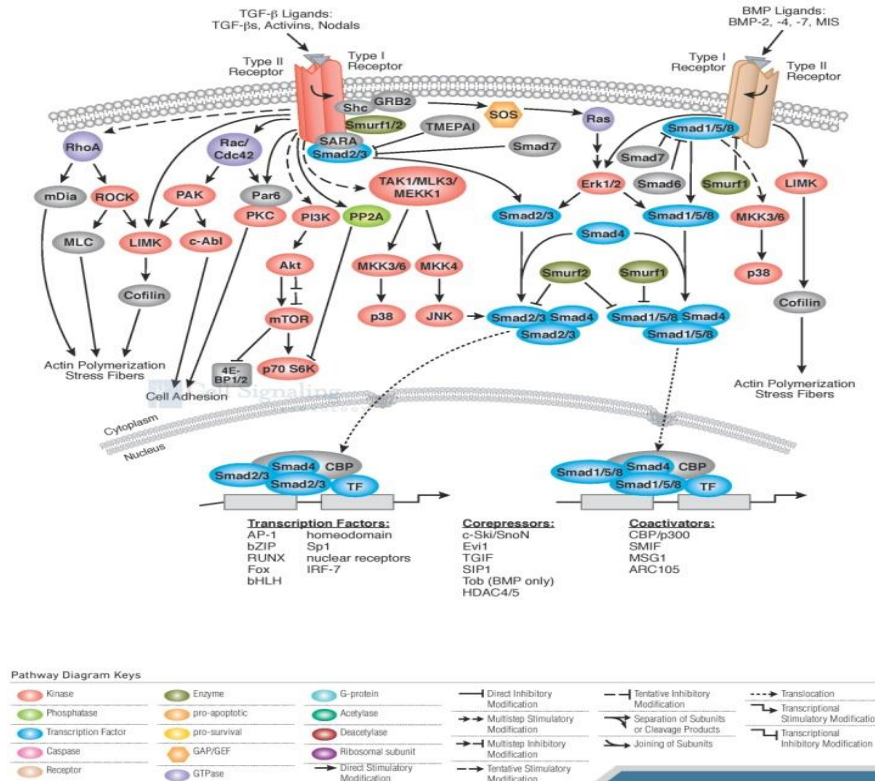 TGF-β Ligands:
TGF-βs, Activins, Nodals
BMP Ligands:
BMP-2, -4, -7, MIS
Type II
Receptor
Type I
Receptor
Type I
Receptor
Type II
Receptor
Shc
GRB2
SOS
Ras
Smurf1/2
TMEPAI
Smad7
SARA
Smad2/3
RhoA
Rac/
Cdc42
Smad1/5/8
Smad7
Smad6
Smurf1
LIMK
mDia
ROCK
PAK
Par6
PKC
TAK1/MLK3/
MEKK1
Erk1/2
MLC
LIMK
c-Abl
PI3K
PP2A
Smad2/3
Smad1/5/8
MKK3/6
Smad4
Akt
MKK3/6
MKK4
Smurf2
Smurf1
p38
Cofilin
mTOR
p38
JNK
Smad2/3
Smad4
Smad2/3
Smad1/5/8
Smad4
Smad1/5/8
Cofilin
4E-
BP1/2
p70 S6K
Actin Polymerization
Stress Fibers
Cell Adhesion
Cell Signaling
Actin Polymerization
Stress Fibers
Cytoplasm
Nucleus
Smad4
CBP
Smad2/3
Smad2/3
TF
Smad4
CBP
Smad1/5/8
Smad1/5/8
TF
Transcription Factors:
AP-1 homeodomain
bZIP Sp1
RUNX nuclear receptors
Fox IRF-7
bHLH
Corepressors:
c-Ski/SnoN
Evi1
TGIF
SIP1
Tob (BMP only)
HDAC4/5
Coactivators:
CBP/p300
SMIF
MSG1
ARC105
Pathway Diagram Keys
Kinase
Phosphatase
Transcription Factor
Caspase
Receptor
Enzyme
pro-apoptotic
pro-survival
GAP/GEF
GTPase
G-protein
Acetylase
Deacetylase
Ribosomal subunit
Direct Stimulatory
Modification
Direct Inhibitory
Modification
Multistep Stimulatory
Modification
Multistep Inhibitory
Modification
Tentative Stimulatory
Modification
Tentative Inhibitory
Modification
Separation of Subunits
or Cleavage Products
Joining of Subunits
Translocation
Transcriptional
Stimulatory Modification
Transcriptional
Inhibitory Modification